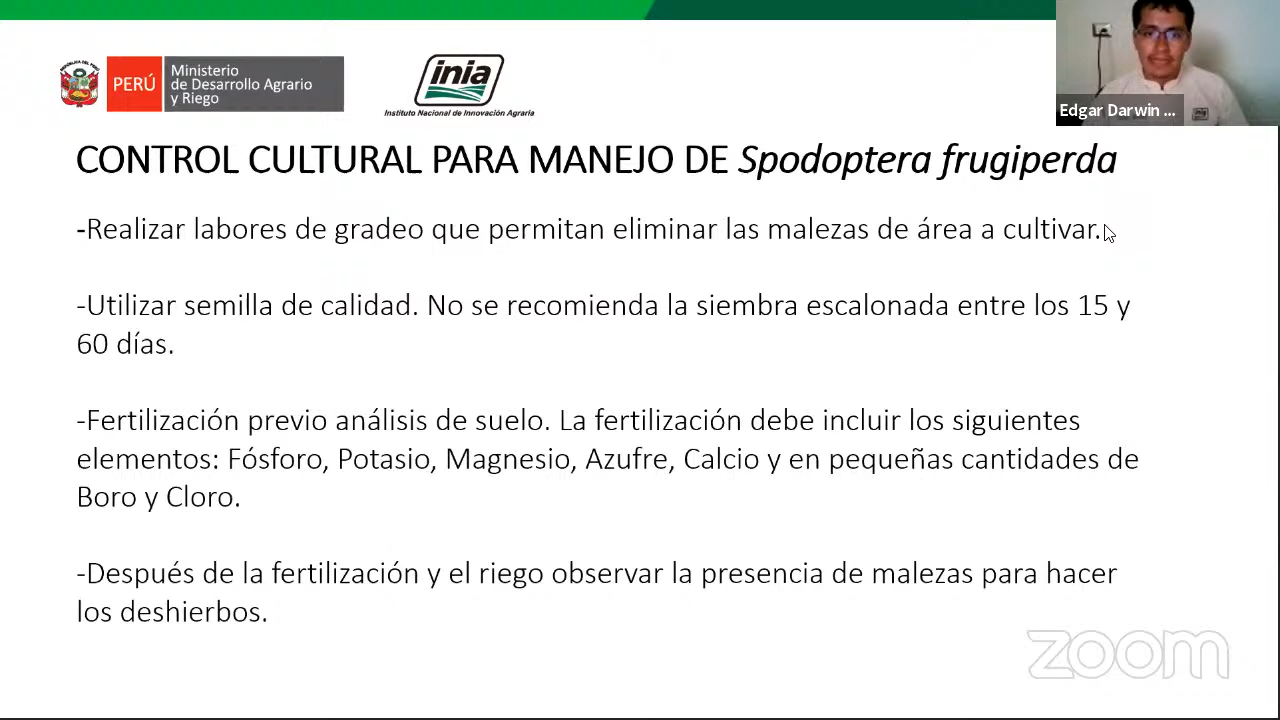 PERÚ
Ministerio
de Desarrollo Agrario
y Riego
inia
Instituto Nacional de Innovación Agraria
Edgar Darwin ...
CONTROL CULTURAL PARA MANEJO DE Spodoptera frugiperda
-Realizar labores de gradeo que permitan eliminar las malezas de área a cultivar.
-Utilizar semilla de calidad. No se recomienda la siembra escalonada entre los 15 y
60 días.
-Fertilización previo análisis de suelo. La fertilización debe incluir los siguientes
elementos: Fósforo, Potasio, Magnesio, Azufre, Calcio y en pequeñas cantidades de
Boro y Cloro.
-Después de la fertilización y el riego observar la presencia de malezas para hacer
los deshierbos.
zoom